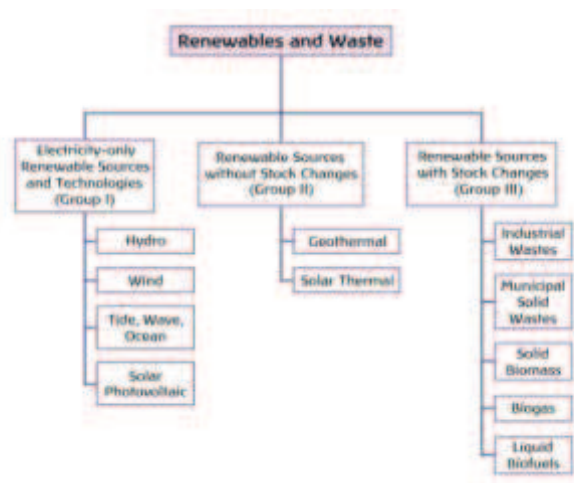 Renewables and Waste
Electricity-only
Renewable Sources
and Technologies
(Group I)
Hydro
Wind
Tide, Wave,
Ocean
Solar
Photovoltaic
Renewable Sources
without Stock Changes
(Group II)
Geothermal
Solar Thermal
Renewable Sources
with Stock Changes
(Group III)
Industrial
Wastes
Municipal
Solid
Wastes
Solid
Biomass
Biogas
Liquid
Biofuels